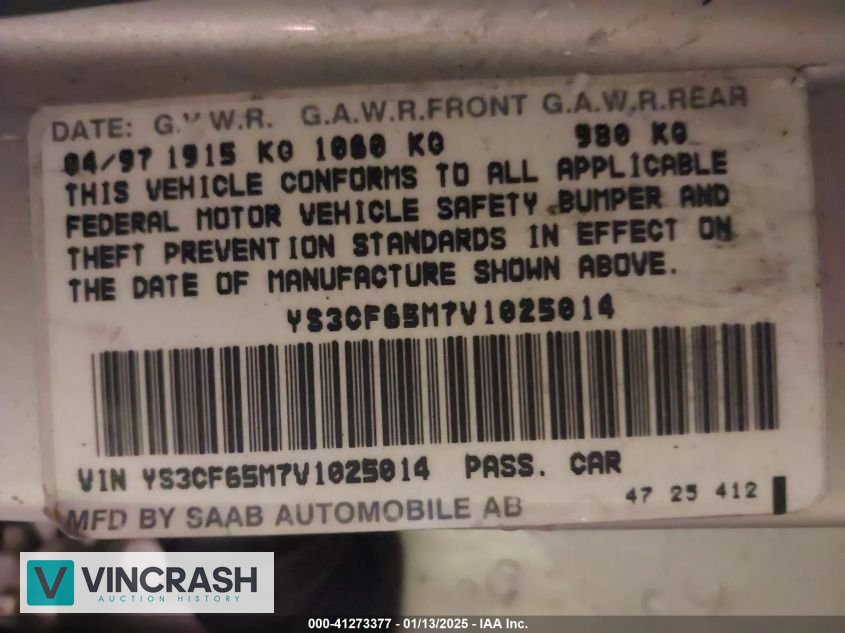 DATE: G.V.W.R. G.A.W.R.FRONT G.A.W.R.REAR
04/97 1915 KG 1060 KG 980 KG
THIS VEHICLE CONFORMS TO ALL APPLICABLE
FEDERAL MOTOR VEHICLE SAFETY BUMPER AND
THEFT PREVENTION STANDARDS IN EFFECT ON
THE DATE OF MANUFACTURE SHOWN ABOVE.
YS3CF65M7V1025014
VIN YS3CF65M7V1025014 PASS. CAR
47 25 412
MFD BY SAAB AUTOMOBILE AB
VINCRASH
AUCTION HISTORY
000-41273377 - 01/13/2025 - IAA Inc.